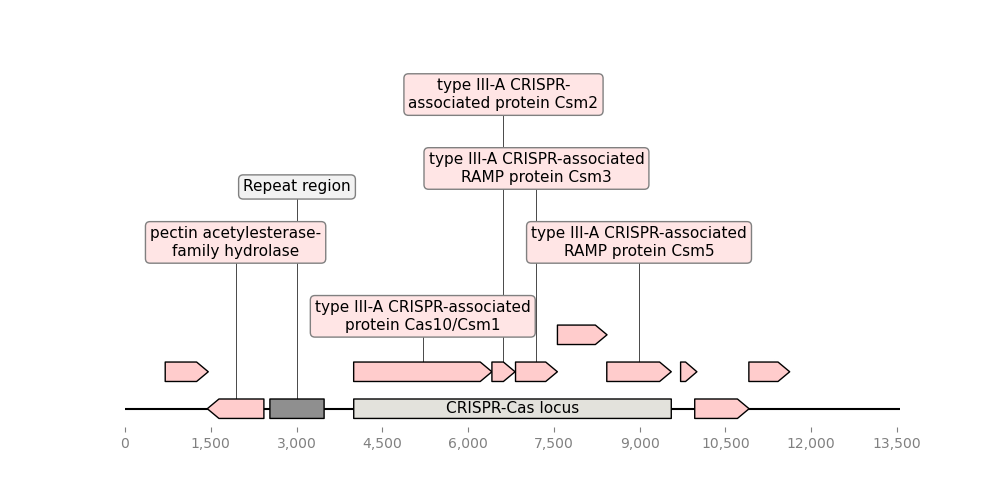 type III-A CRISPR-
associated protein Csm2
type III-A CRISPR-associated
RAMP protein Csm3
Repeat region
pectin acetylesterase-
family hydrolase
type III-A CRISPR-associated
RAMP protein Csm5
type III-A CRISPR-associated
protein Cas10/Csm1
CRISPR-Cas locus
0 1,500 3,000 4,500 6,000 7,500 9,000 10,500 12,000 13,500